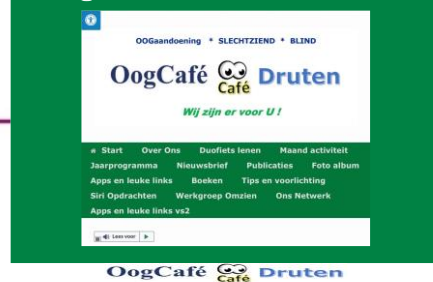 OOGaandoening * SLECHTZIEND * BLIND
OogCafé Café Druten
Wij zijn er voor U !
Start Over Ons Duofiets lenen Maand activiteit
Jaarprogramma Nieuwsbrief Publicaties Foto album
Apps en leuke links Boeken Tips en voorlichting
Siri Opdrachten Werkgroep Omzien Ons Netwerk
Apps en leuke links vs2
Lees voor
OogCafé Café Druten